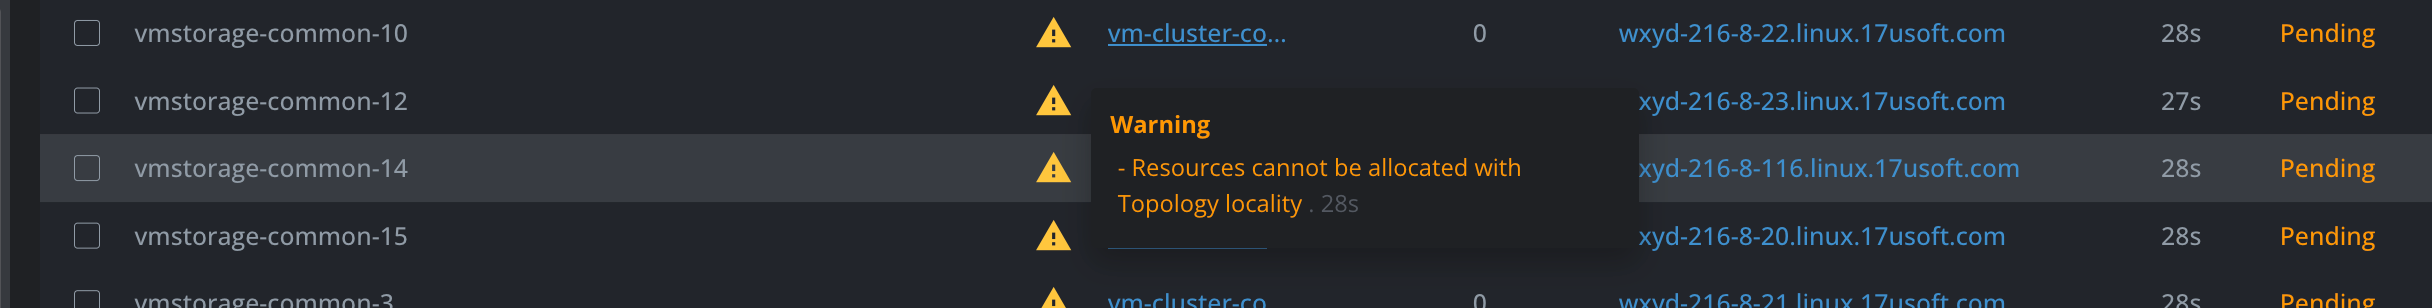 vmstorage-common-10 vm-cluster-co... 0 wxyd-216-8-22.linux.17usoft.com 28s Pending
vmstorage-common-12 xyd-216-8-23.linux.17usoft.com 27s Pending
Warning
vmstorage-common-14 - Resources cannot be allocated with xyd-216-8-116.linux.17usoft.com 28s Pending
Topology locality . 28s
vmstorage-common-15 xyd-216-8-20.linux.17usoft.com 28s Pending
vmstorage-common-3 vm-cluster-co 0 wxyd-216-8-21.linux.17usoft.com 28s Pending